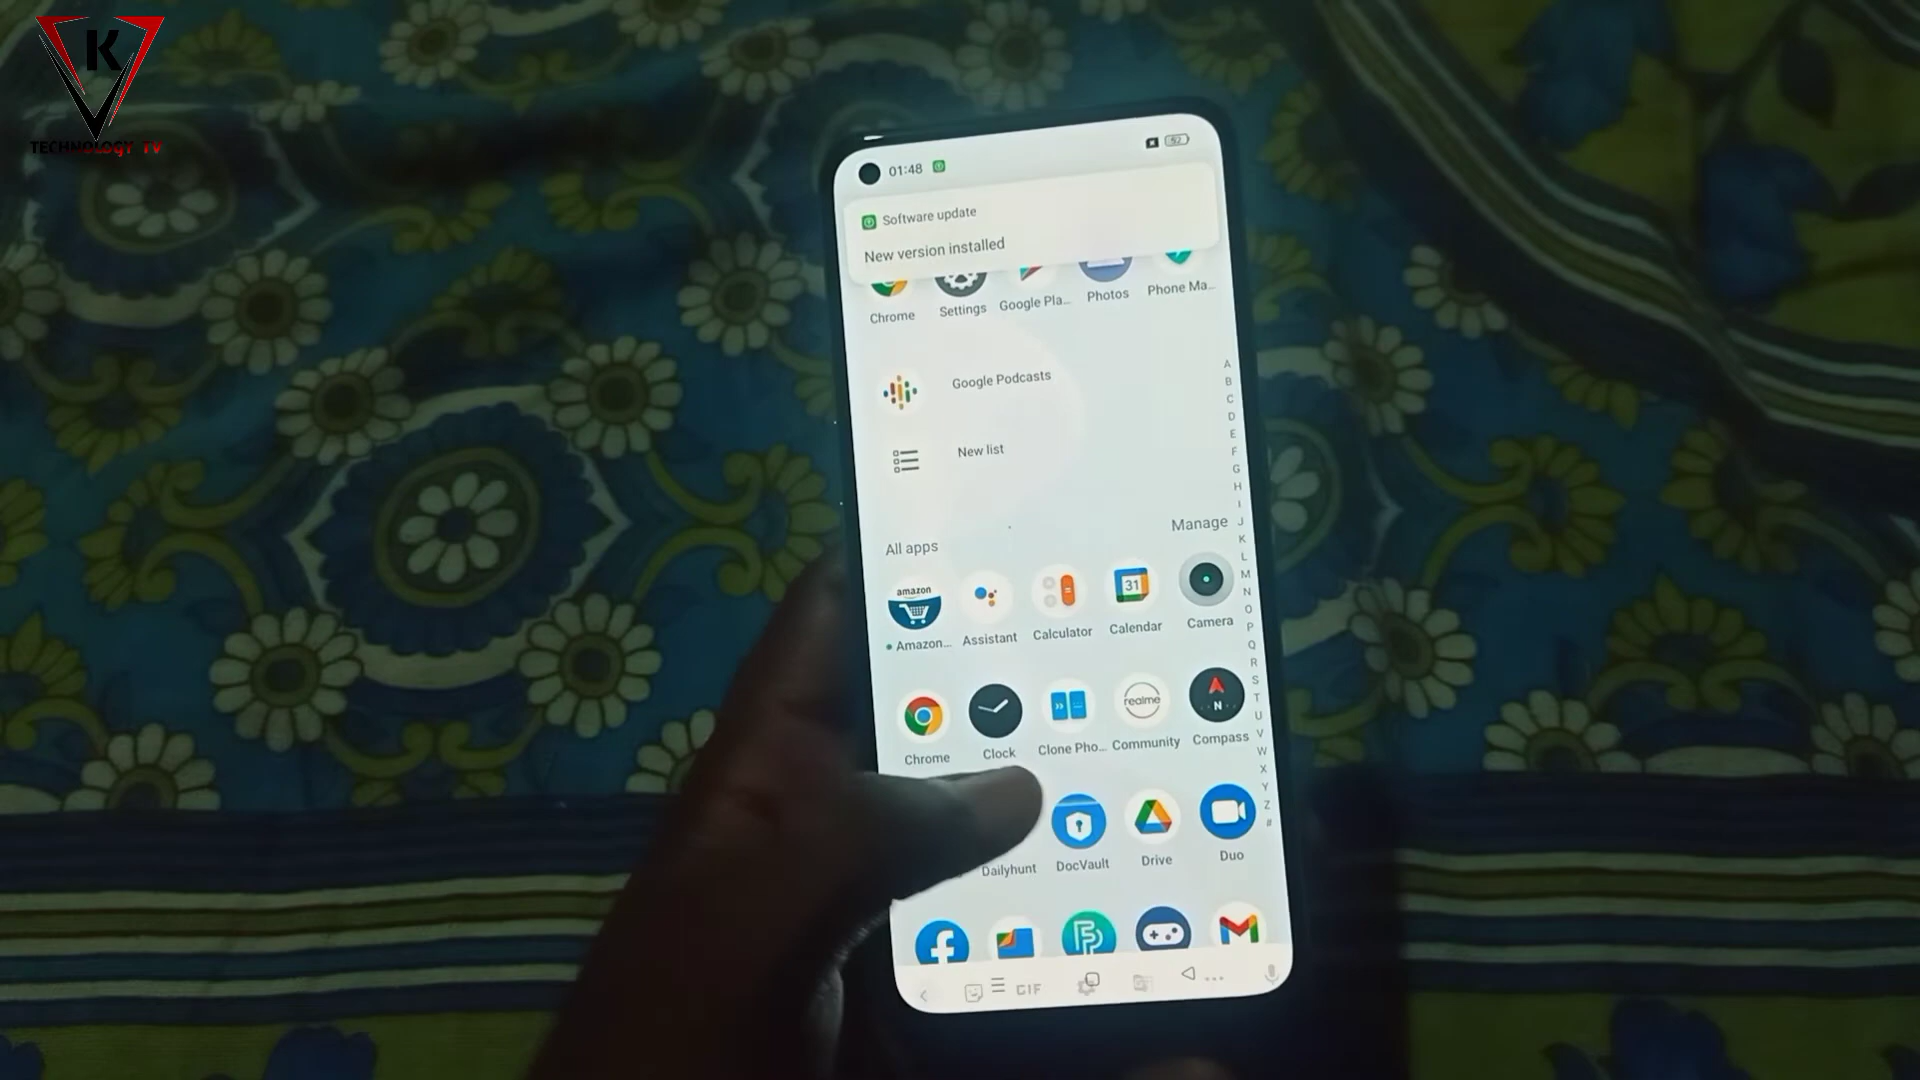 K
TECHNOLOGY TV
01:48
52
Software update
New version installed
Chrome
Settings
Google Pla...
Photos
Phone Ma...
Google Podcasts
New list
All apps
Manage
A
B
C
D
E
F
G
H
I
J
K
L
M
N
O
P
Q
R
S
T
U
V
W
X
Y
Z
#
amazon
31
Amazon...
Assistant
Calculator
Calendar
Camera
realme
N
Chrome
Clock
Clone Pho...
Community
Compass
Dailyhunt
DocVault
Drive
Duo
GIF